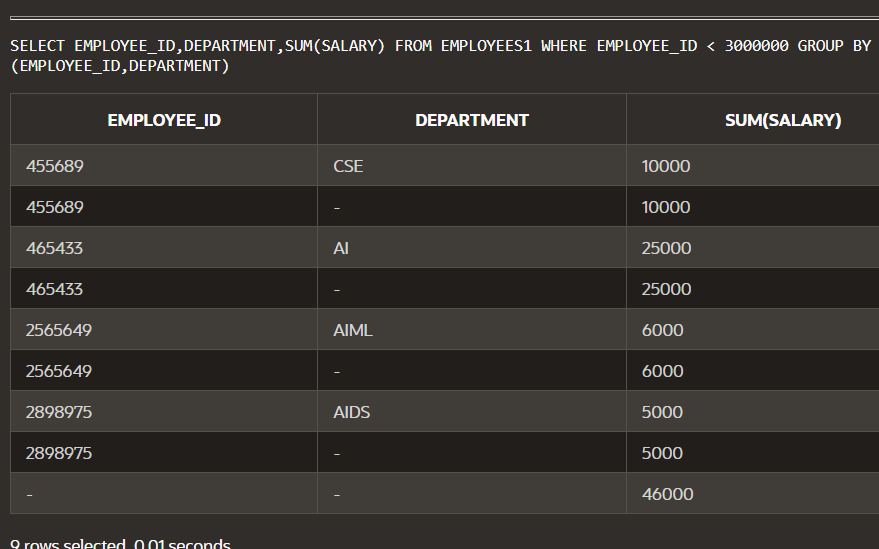 SELECT EMPLOYEE_ID,DEPARTMENT,SUM(SALARY) FROM EMPLOYEES1 WHERE EMPLOYEE_ID < 3000000 GROUP BY
(EMPLOYEE_ID,DEPARTMENT)
EMPLOYEE_ID DEPARTMENT SUM(SALARY)
455689 CSE 10000
455689 - 10000
465433 AI 25000
465433 - 25000
2565649 AIML 6000
2565649 - 6000
2898975 AIDS 5000
2898975 - 5000
- - 46000
9 rows selected. 0.01 seconds